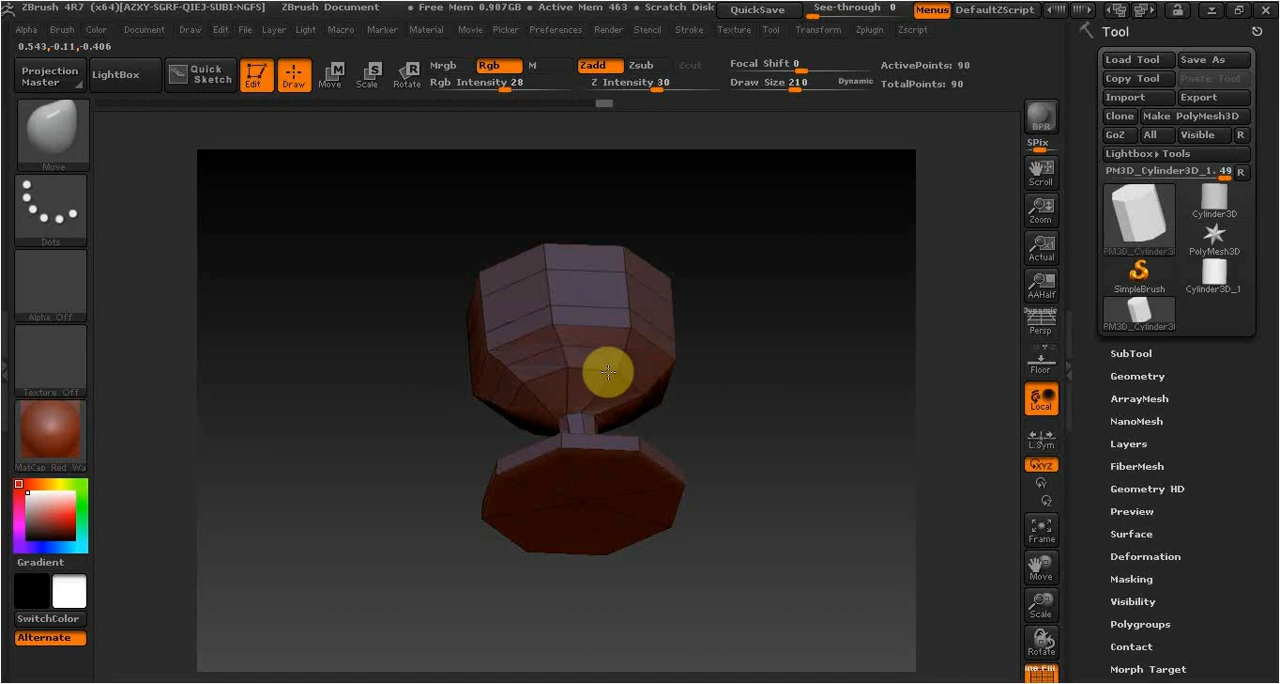 ZBrush 4R7 (x64)[AZXY-SGRF-QIEJ-SUBI-NGFS] ZBrush Document • Free Mem 0.907GB • Active Mem 463 • Scratch Disk QuickSave See-through 0 Menus DefaultZScript
Alpha Brush Color Document Draw Edit File Layer Light Macro Marker Material Movie Picker Preferences Render Stencil Stroke Texture Tool Transform Zplugin Zscript
0.543,-0.11,-0.406
Projection Master
LightBox
Quick Sketch
Edit
Draw
Move
Scale
Rotate
Mrgb Rgb M
Rgb Intensity 28
Zadd Zsub Zcut
Z Intensity 30
Focal Shift 0
Draw Size 210 Dynamic
ActivePoints: 90
TotalPoints: 90
Move
Dots
Alpha Off
Texture Off
MatCap Red Wa
Gradient
SwitchColor
Alternate
BPR
SPix
Scroll
Zoom
Actual
AAHalf
Dynamic
Persp
Floor
Local
L.Sym
XYZ
Frame
Move
Scale
Rotate
Line Fill
Tool
Load Tool Save As
Copy Tool Paste Tool
Import Export
Clone Make PolyMesh3D
GoZ All Visible R
Lightbox▸Tools
PM3D_Cylinder3D_1. 49 R
PM3D_Cylinder3I
Cylinder3D
PolyMesh3D
SimpleBrush
Cylinder3D_1
PM3D_Cylinder3I
SubTool
Geometry
ArrayMesh
NanoMesh
Layers
FiberMesh
Geometry HD
Preview
Surface
Deformation
Masking
Visibility
Polygroups
Contact
Morph Target